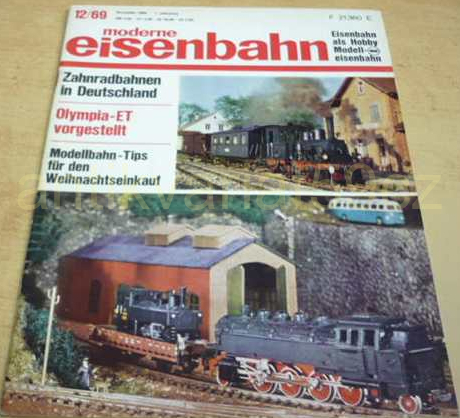 12/69
F 21360 E
moderne
eisenbahn
Eisenbahn
als Hobby
Modell-
eisenbahn
Zahnradbahnen
in Deutschland
Olympia-ET
vorgestellt
Modellbahn-Tips
für den
Weihnachtseinkauf